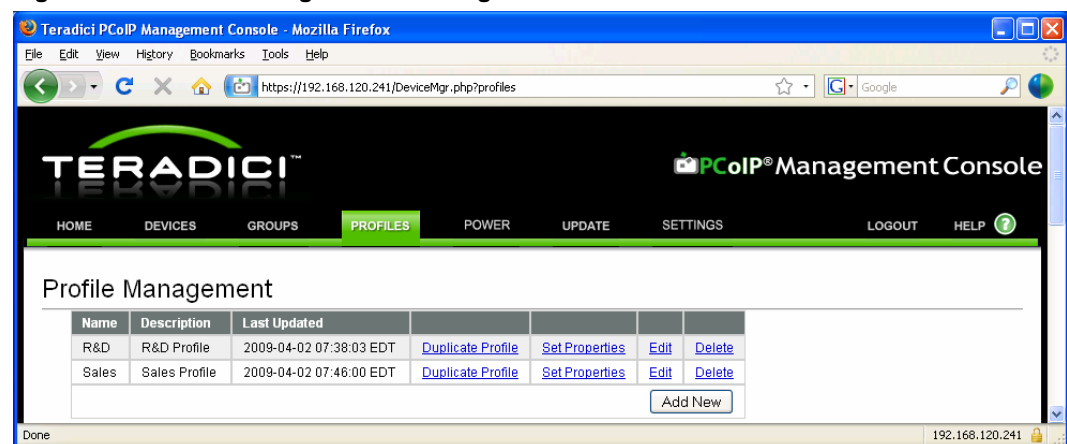 Teradici PCoIP Management Console - Mozilla Firefox
File Edit View History Bookmarks Tools Help
https://192.168.120.241/DeviceMgr.php?profiles
G Google
TERADICI™
PCoIP® Management Console
HOME DEVICES GROUPS PROFILES POWER UPDATE SETTINGS LOGOUT HELP ?
Profile Management
Name Description Last Updated
R&D R&D Profile 2009-04-02 07:38:03 EDT Duplicate Profile Set Properties Edit Delete
Sales Sales Profile 2009-04-02 07:46:00 EDT Duplicate Profile Set Properties Edit Delete
Add New
Done 192.168.120.241